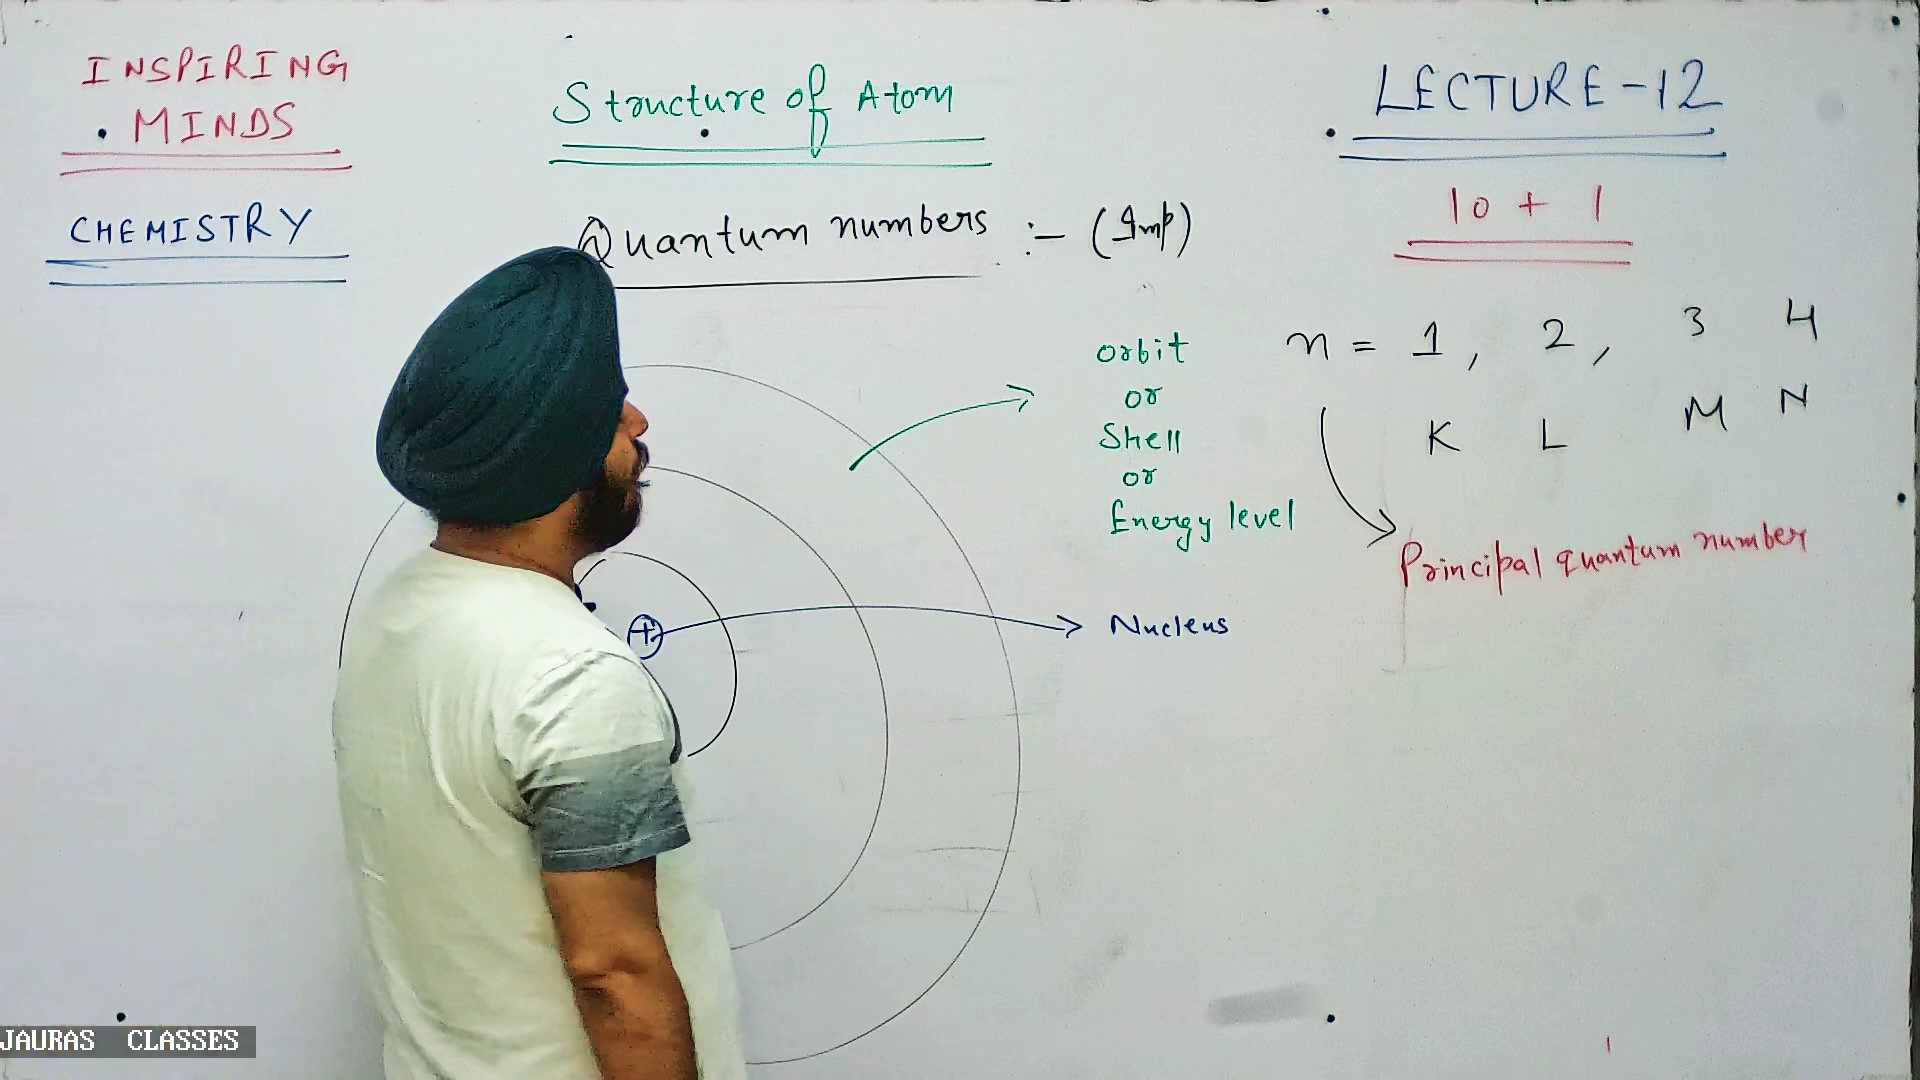 INSPIRING
MINDS
CHEMISTRY
Structure of Atom
Quantum numbers :- (Imp)
LECTURE-12
10 + 1
orbit
or
Shell
or
Energy level
n = 1, 2, 3 4
K L M N
Principal quantum number
+
Nucleus
JAURAS CLASSES